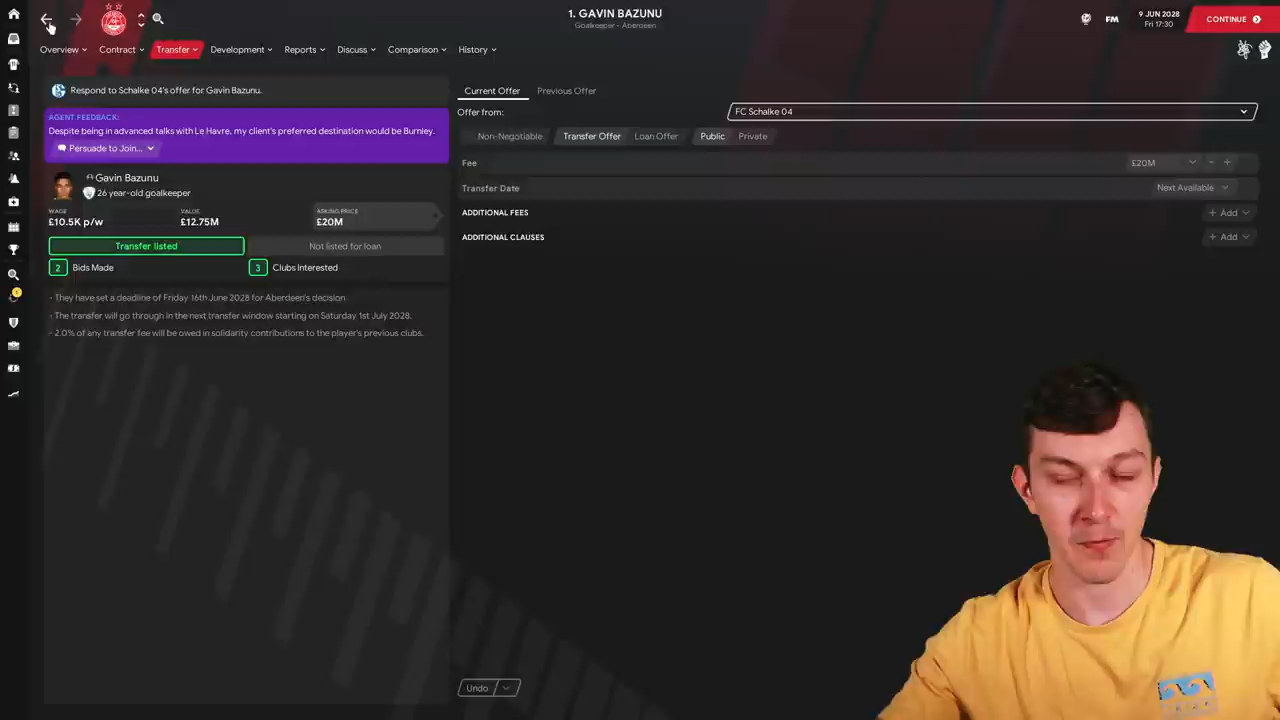 1. GAVIN BAZUNU
Goalkeeper - Aberdeen
FM
9 JUN 2028
Fri 17:30
CONTINUE
Overview
Contract
Transfer
Development
Reports
Discuss
Comparison
History
Respond to Schalke 04's offer for Gavin Bazunu.
AGENT FEEDBACK:
Despite being in advanced talks with Le Havre, my client's preferred destination would be Burnley.
Persuade to Join...
Gavin Bazunu
26 year-old goalkeeper
WAGE
£10.5K p/w
VALUE
£12.75M
ASKING PRICE
£20M
Transfer listed
Not listed for loan
2 Bids Made
3 Clubs Interested
- They have set a deadline of Friday 16th June 2028 for Aberdeen's decision.
- The transfer will go through in the next transfer window starting on Saturday 1st July 2028.
- 2.0% of any transfer fee will be owed in solidarity contributions to the player's previous clubs.
Current Offer
Previous Offer
Offer from:
FC Schalke 04
Non-Negotiable
Transfer Offer
Loan Offer
Public
Private
Fee
£20M
Transfer Date
Next Available
ADDITIONAL FEES
+ Add
ADDITIONAL CLAUSES
+ Add
Undo